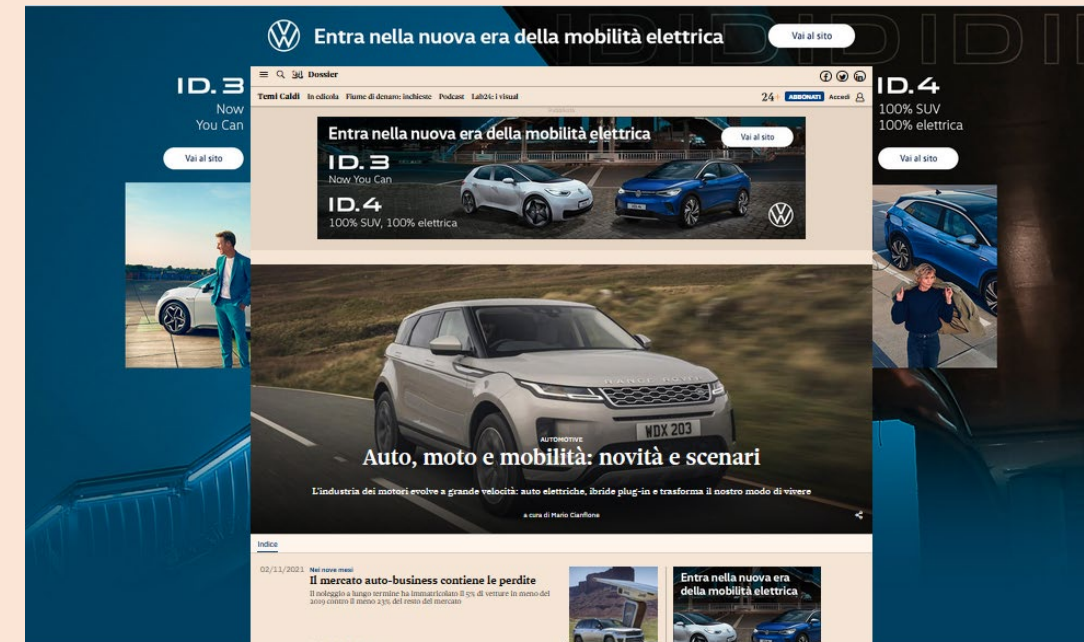 Entra nella nuova era della mobilità elettrica
Vai al sito
ID.3
Now
You Can
Vai al sito
ID.4
100% SUV
100% elettrica
Vai al sito
24 Dossier
Temi Caldi In edicola Fiume di denaro: inchieste Podcast Lab24: i visual
24+ ABBONATI Accedi
Entra nella nuova era della mobilità elettrica
Vai al sito
ID.3
Now You Can
ID.4
100% SUV, 100% elettrica
RANGE ROVER
WDX 203
AUTOMOTIVE
Auto, moto e mobilità: novità e scenari
L'industria dei motori evolve a grande velocità: auto elettriche, ibride plug-in e trasforma il nostro modo di vivere
a cura di Mario Cianflone
Indice
02/11/2021 Nei nove mesi
Il mercato auto-business contiene le perdite
Il noleggio a lungo termine ha immatricolato il 5% di vetture in meno del
2019 contro il meno 23% del resto del mercato
Entra nella nuova era
della mobilità elettrica